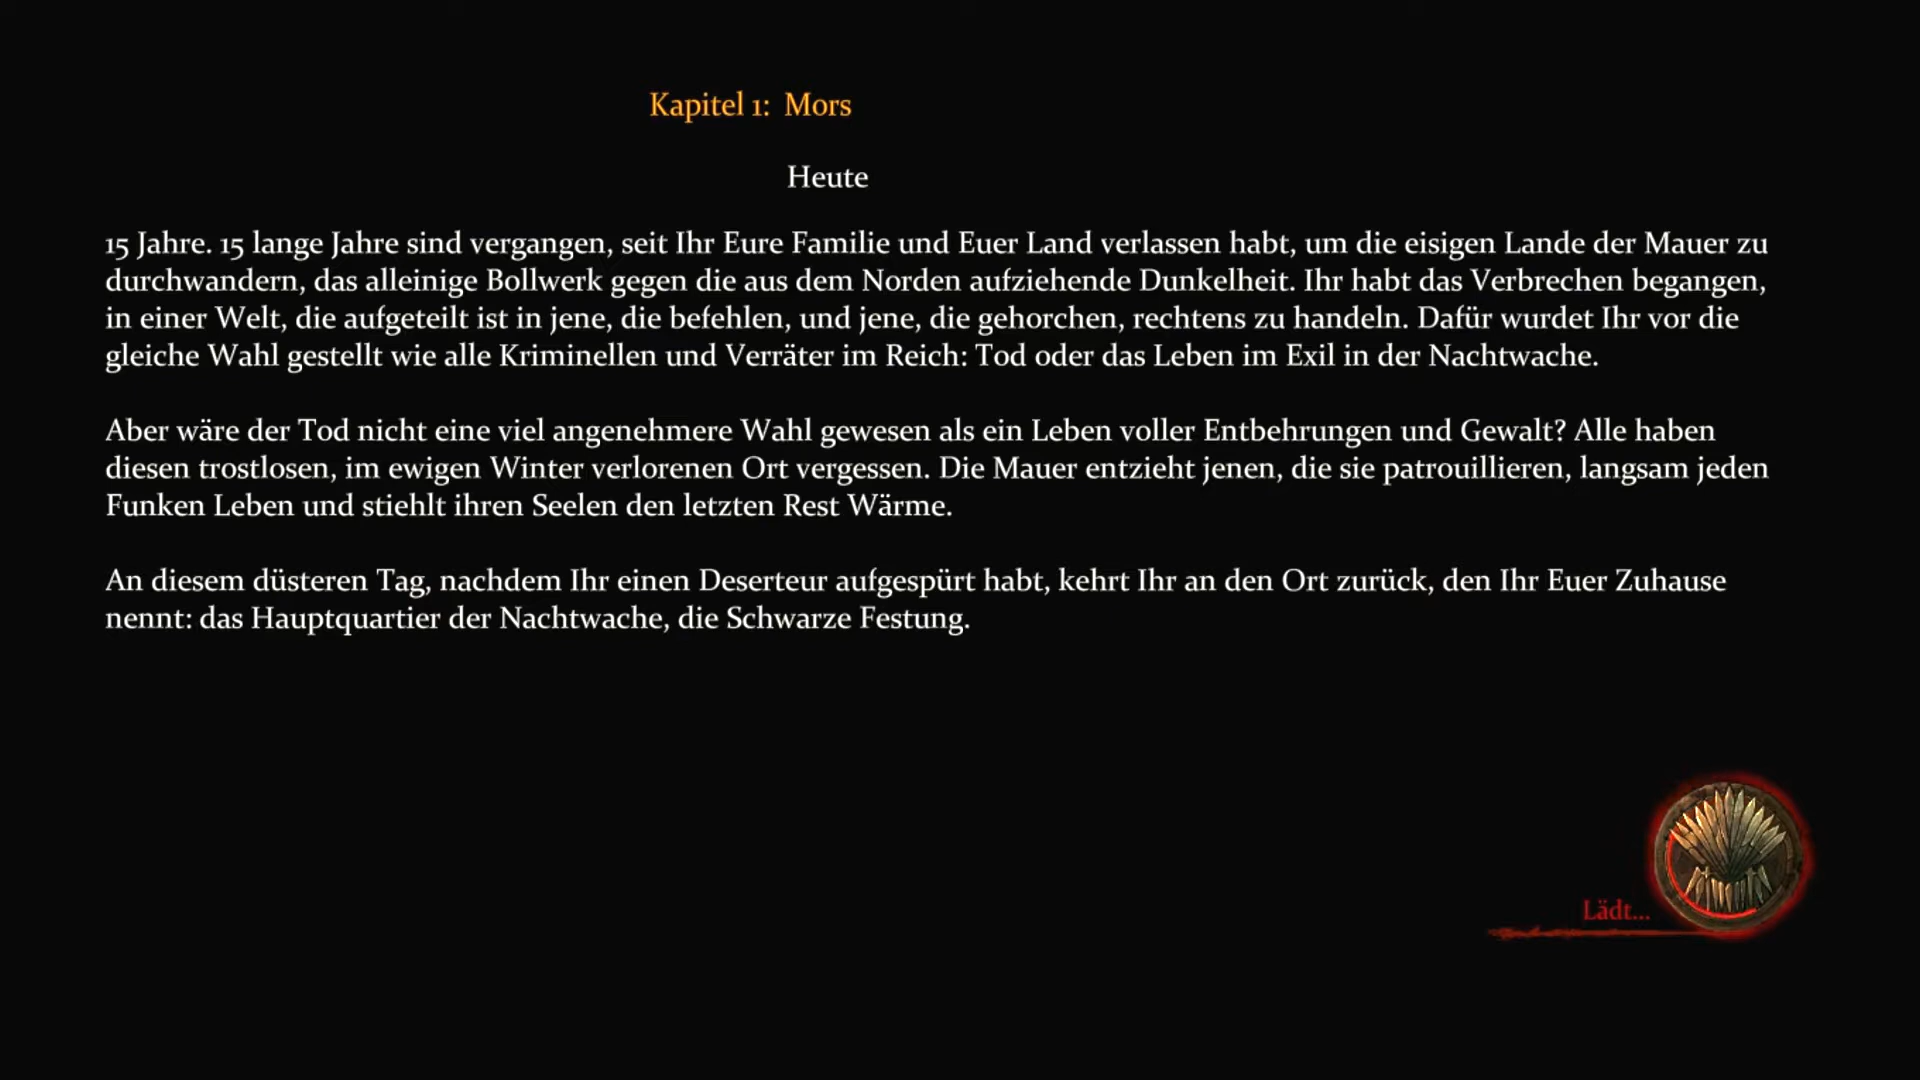 Kapitel 1: Mors
Heute
15 Jahre. 15 lange Jahre sind vergangen, seit Ihr Eure Familie und Euer Land verlassen habt, um die eisigen Lande der Mauer zu
durchwandern, das alleinige Bollwerk gegen die aus dem Norden aufziehende Dunkelheit. Ihr habt das Verbrechen begangen,
in einer Welt, die aufgeteilt ist in jene, die befehlen, und jene, die gehorchen, rechtens zu handeln. Dafür wurdet Ihr vor die
gleiche Wahl gestellt wie alle Kriminellen und Verräter im Reich: Tod oder das Leben im Exil in der Nachtwache.
Aber wäre der Tod nicht eine viel angenehmere Wahl gewesen als ein Leben voller Entbehrungen und Gewalt? Alle haben
diesen trostlosen, im ewigen Winter verlorenen Ort vergessen. Die Mauer entzieht jenen, die sie patrouillieren, langsam jeden
Funken Leben und stiehlt ihren Seelen den letzten Rest Wärme.
An diesem düsteren Tag, nachdem Ihr einen Deserteur aufgespürt habt, kehrt Ihr an den Ort zurück, den Ihr Euer Zuhause
nennt: das Hauptquartier der Nachtwache, die Schwarze Festung.
Lädt...